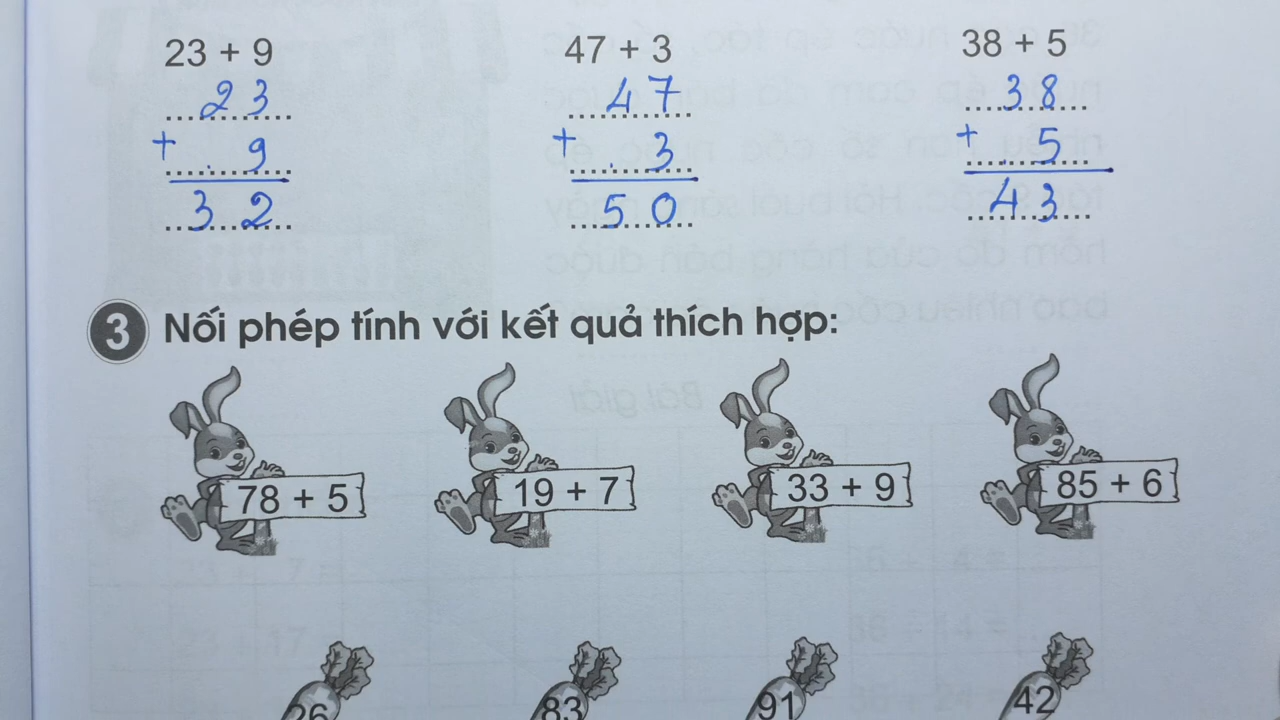 23 + 9 47 + 3 38 + 5
23 47 38
+ 9 + 3 + 5
32 50 43
3 Nối phép tính với kết quả thích hợp:
78 + 5 19 + 7 33 + 9 85 + 6
26 83 91 42